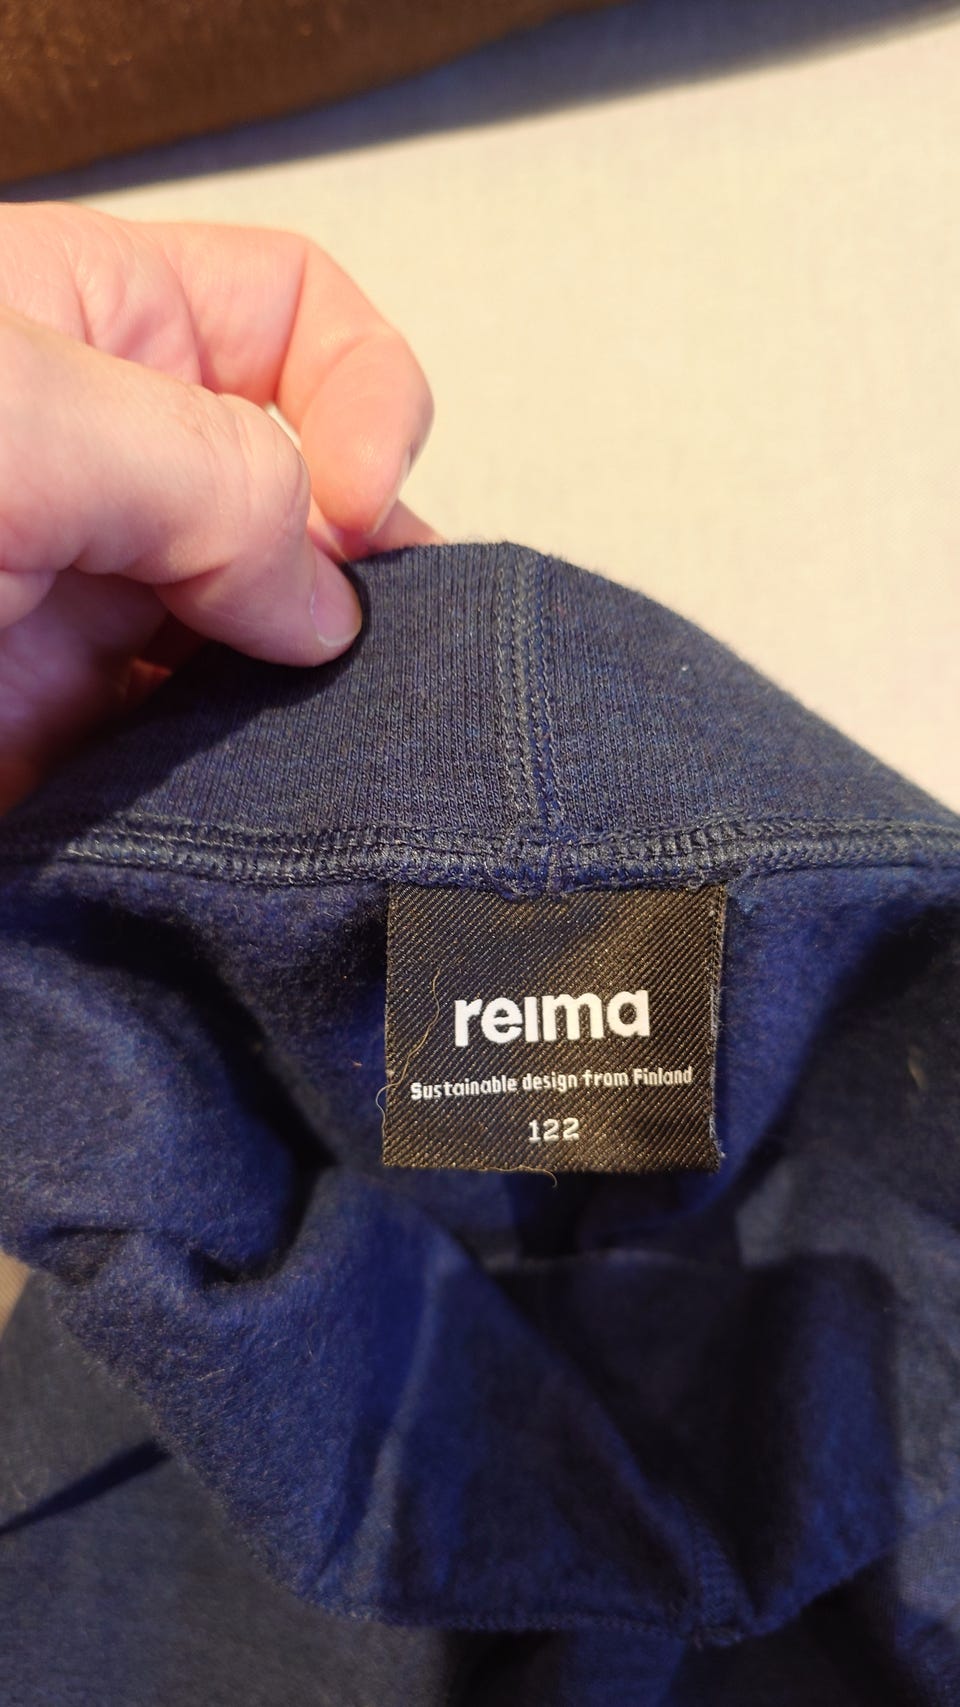 reima
Sustainable design from Finland
122